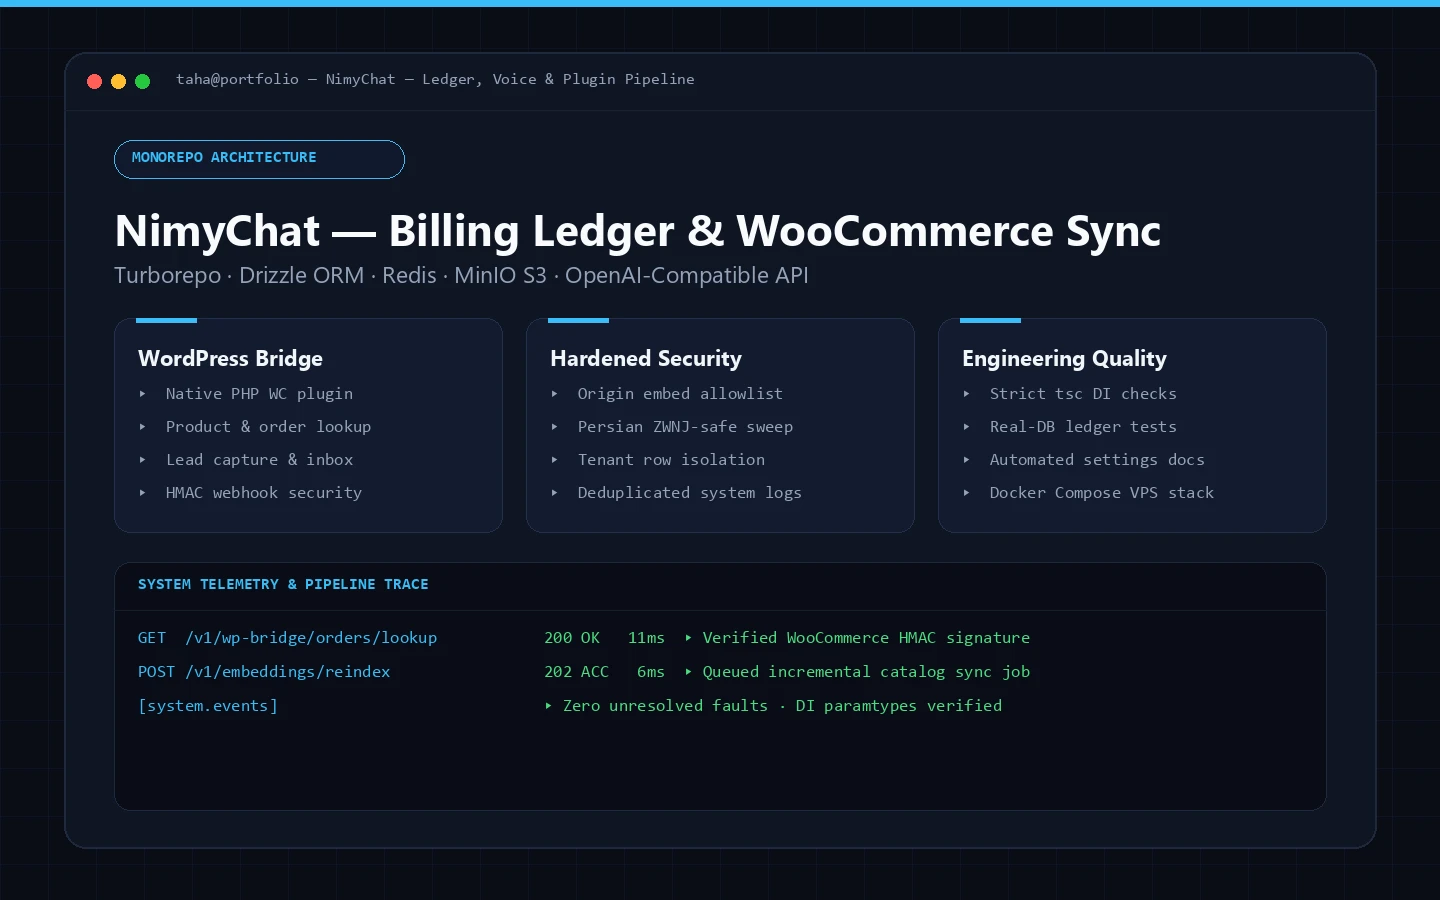 taha@portfolio — NimyChat — Ledger, Voice & Plugin Pipeline
MONOREPO ARCHITECTURE
NimyChat — Billing Ledger & WooCommerce Sync
Turborepo · Drizzle ORM · Redis · MinIO S3 · OpenAI-Compatible API
WordPress Bridge
▸ Native PHP WC plugin
▸ Product & order lookup
▸ Lead capture & inbox
▸ HMAC webhook security
Hardened Security
▸ Origin embed allowlist
▸ Persian ZWNJ-safe sweep
▸ Tenant row isolation
▸ Deduplicated system logs
Engineering Quality
▸ Strict tsc DI checks
▸ Real-DB ledger tests
▸ Automated settings docs
▸ Docker Compose VPS stack
SYSTEM TELEMETRY & PIPELINE TRACE
GET /v1/wp-bridge/orders/lookup 200 OK 11ms ▸ Verified WooCommerce HMAC signature
POST /v1/embeddings/reindex 202 ACC 6ms ▸ Queued incremental catalog sync job
[system.events] ▸ Zero unresolved faults · DI paramtypes verified